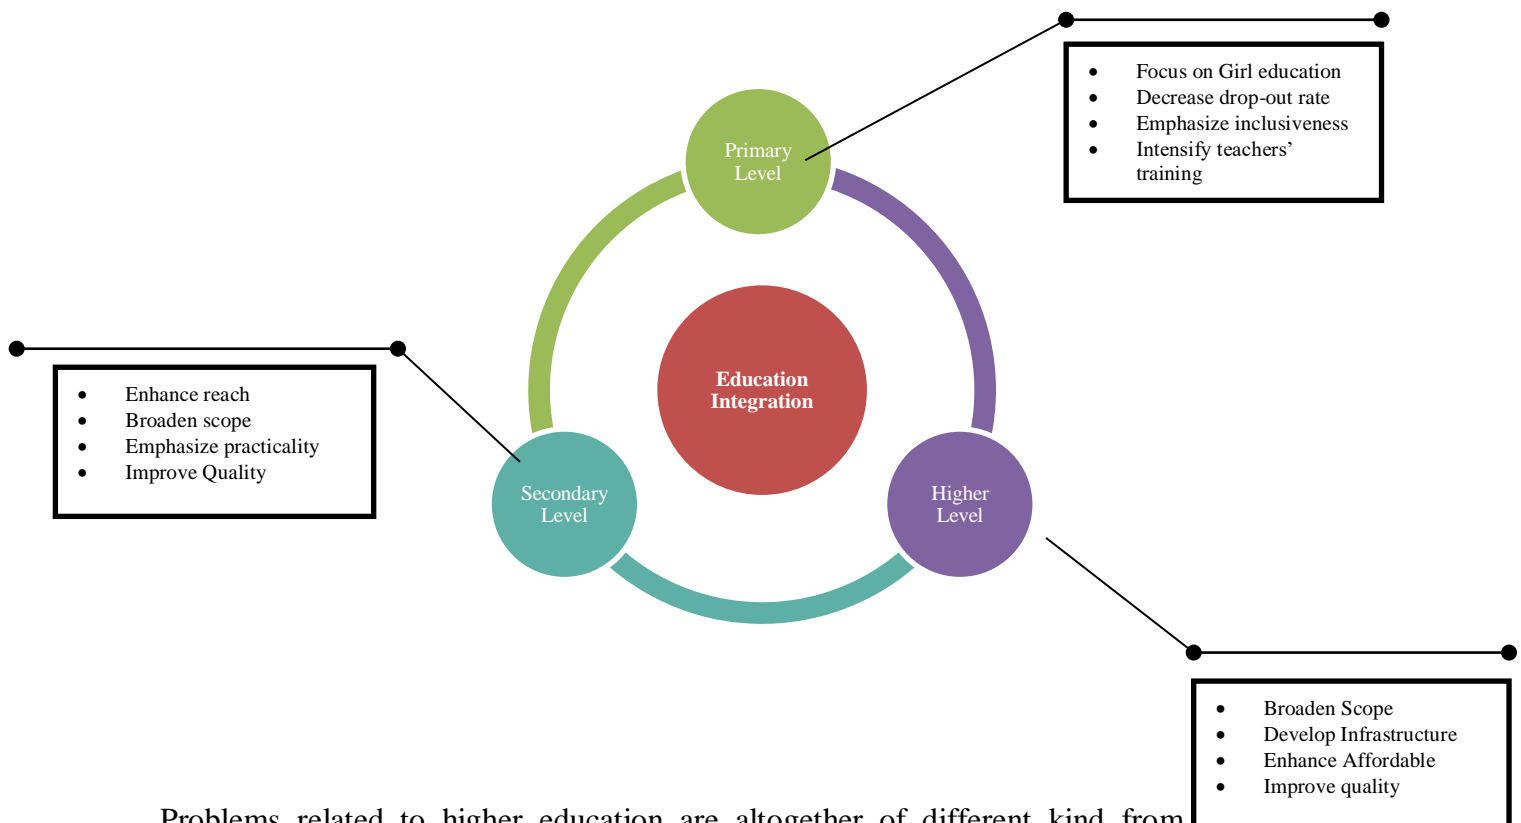 • Focus on Girl education
• Decrease drop-out rate
• Emphasize inclusiveness
• Intensify teachers’
training
Primary
Level
Education
Integration
• Enhance reach
• Broaden scope
• Emphasize practicality
• Improve Quality
Secondary
Level
Higher
Level
• Broaden Scope
• Develop Infrastructure
• Enhance Affordable
• Improve quality
Problems related to higher education are altogether of different kind from